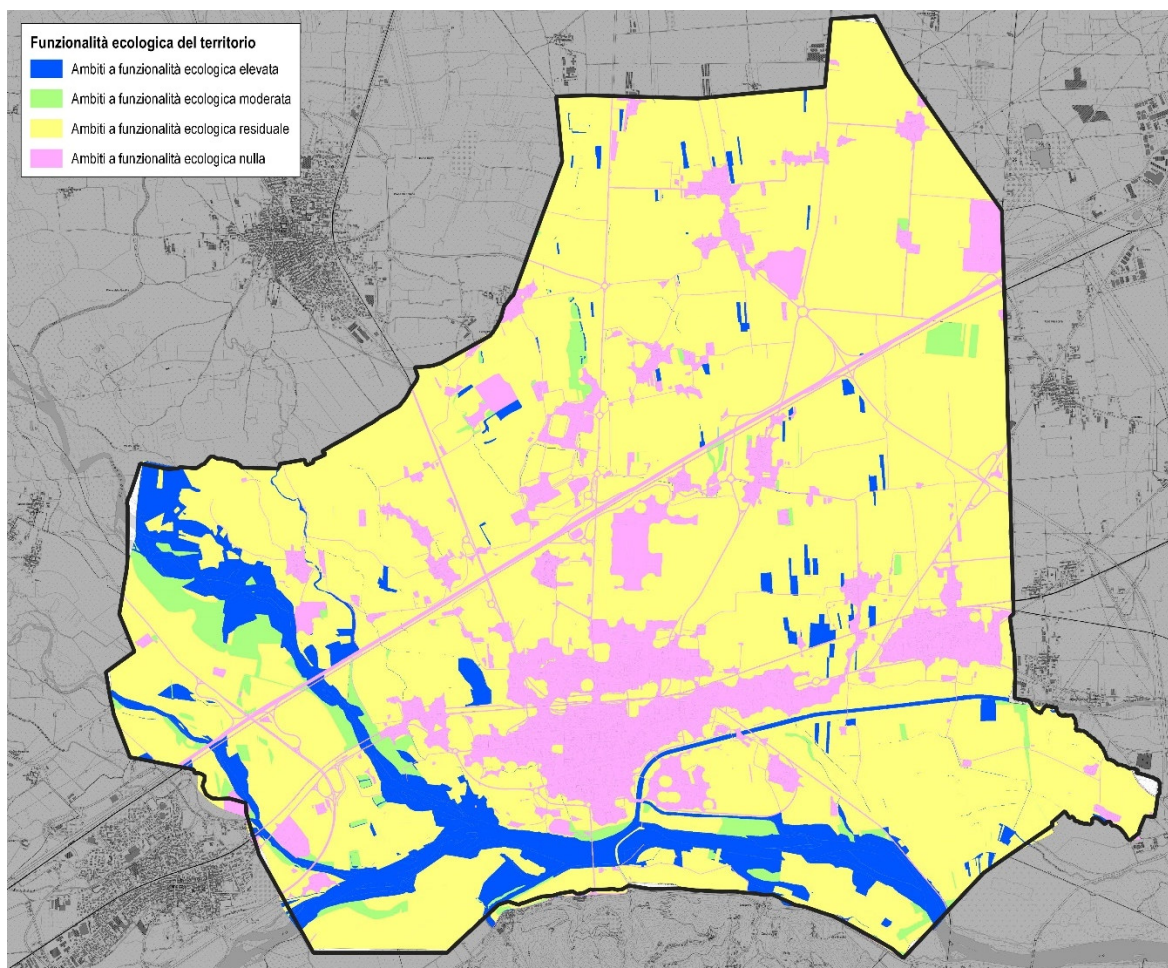 Funzionalità ecologica del territorio
Ambiti a funzionalità ecologica elevata
Ambiti a funzionalità ecologica moderata
Ambiti a funzionalità ecologica residuale
Ambiti a funzionalità ecologica nulla